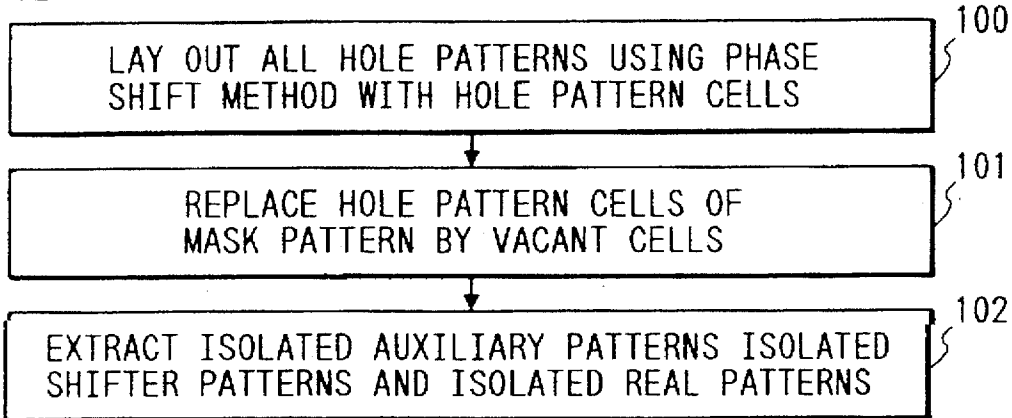 100
LAY OUT ALL HOLE PATTERNS USING PHASE
SHIFT METHOD WITH HOLE PATTERN CELLS
101
REPLACE HOLE PATTERN CELLS OF
MASK PATTERN BY VACANT CELLS
102
EXTRACT ISOLATED AUXILIARY PATTERNS ISOLATED
SHIFTER PATTERNS AND ISOLATED REAL PATTERNS